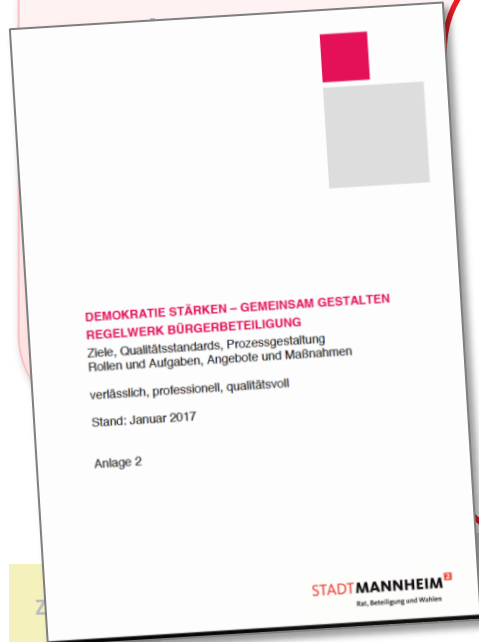 DEMOKRATIE STÄRKEN – GEMEINSAM GESTALTEN
REGELWERK BÜRGERBETEILIGUNG
Ziele, Qualitätsstandards, Prozessgestaltung
Rollen und Aufgaben, Angebote und Maßnahmen
verlässlich, professionell, qualitätsvoll
Stand: Januar 2017
Anlage 2
STADTMANNHEIM²
Rat, Beteiligung und Wahlen